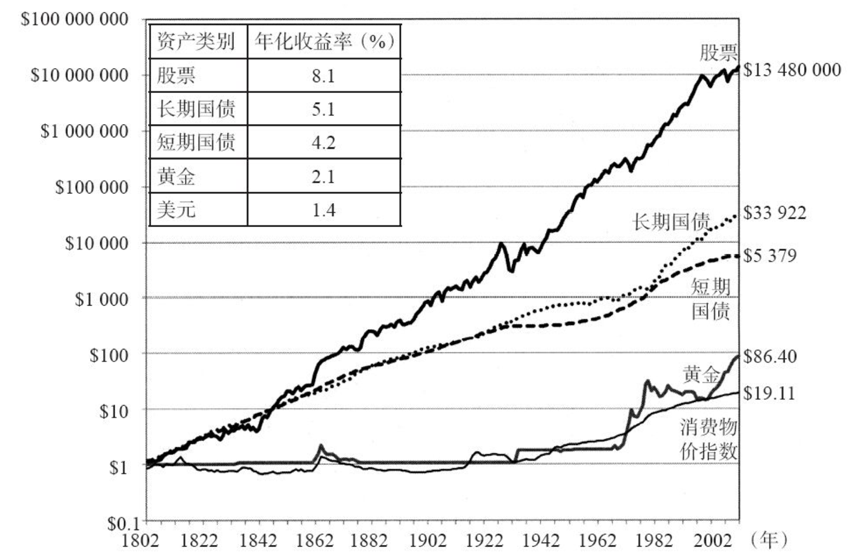 $100 000 000
$10 000 000
$1 000 000
$100 000
$10 000
$1 000
$100
$10
$1
$0.1
资产类别 年化收益率（%）
股票 8.1
长期国债 5.1
短期国债 4.2
黄金 2.1
美元 1.4
股票
$13 480 000
长期国债
$33 922
$5 379
短期
国债
$86.40
黄金
$19.11
消费物
价指数
1802 1822 1842 1862 1882 1902 1922 1942 1962 1982 2002 （年）